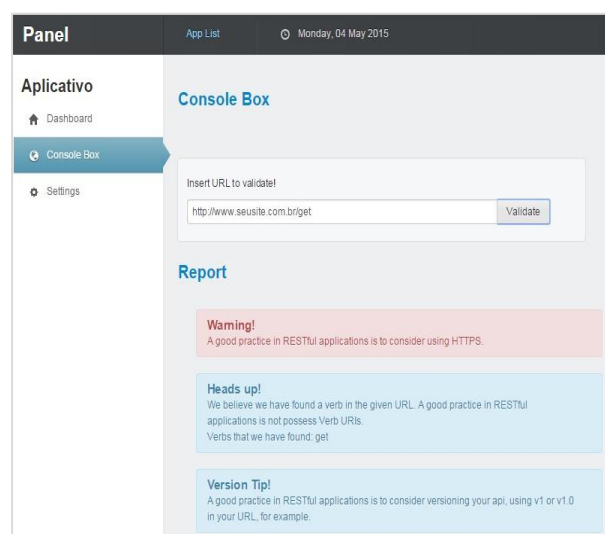 Panel
App List
Monday, 04 May 2015
Aplicativo
Dashboard
Console Box
Settings
Console Box
Insert URL to validate!
http://www.seusite.com.br/get
Validate
Report
Warning!
A good practice in RESTful applications is to consider using HTTPS.
Heads up!
We believe we have found a verb in the given URL. A good practice in RESTful
applications is not possess Verb URIs.
Verbs that we have found: get
Version Tip!
A good practice in RESTful applications is to consider versioning your api, using v1 or v1.0
in your URL, for example.